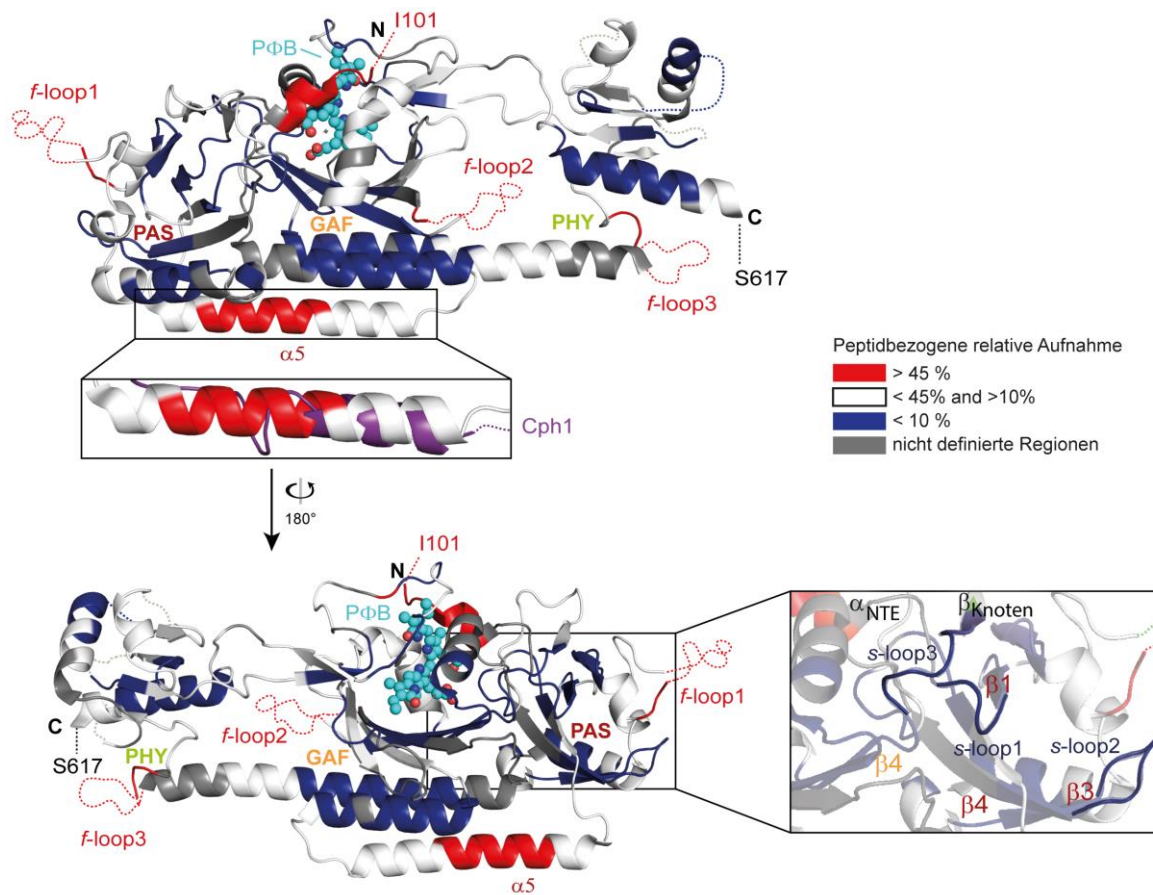 N
I101
PΦB
f-loop1
f-loop2
PAS
GAF
PHY
C
S617
f-loop3
α5
Cph1
Peptidbezogene relative Aufnahme
> 45 %
< 45% and >10%
< 10 %
nicht definierte Regionen
180°
I101
N
PΦB
f-loop1
f-loop2
C
PHY
GAF
PAS
S617
f-loop3
α5
αNTE
βKnoten
s-loop3
β1
s-loop1
s-loop2
β4
β4
β3